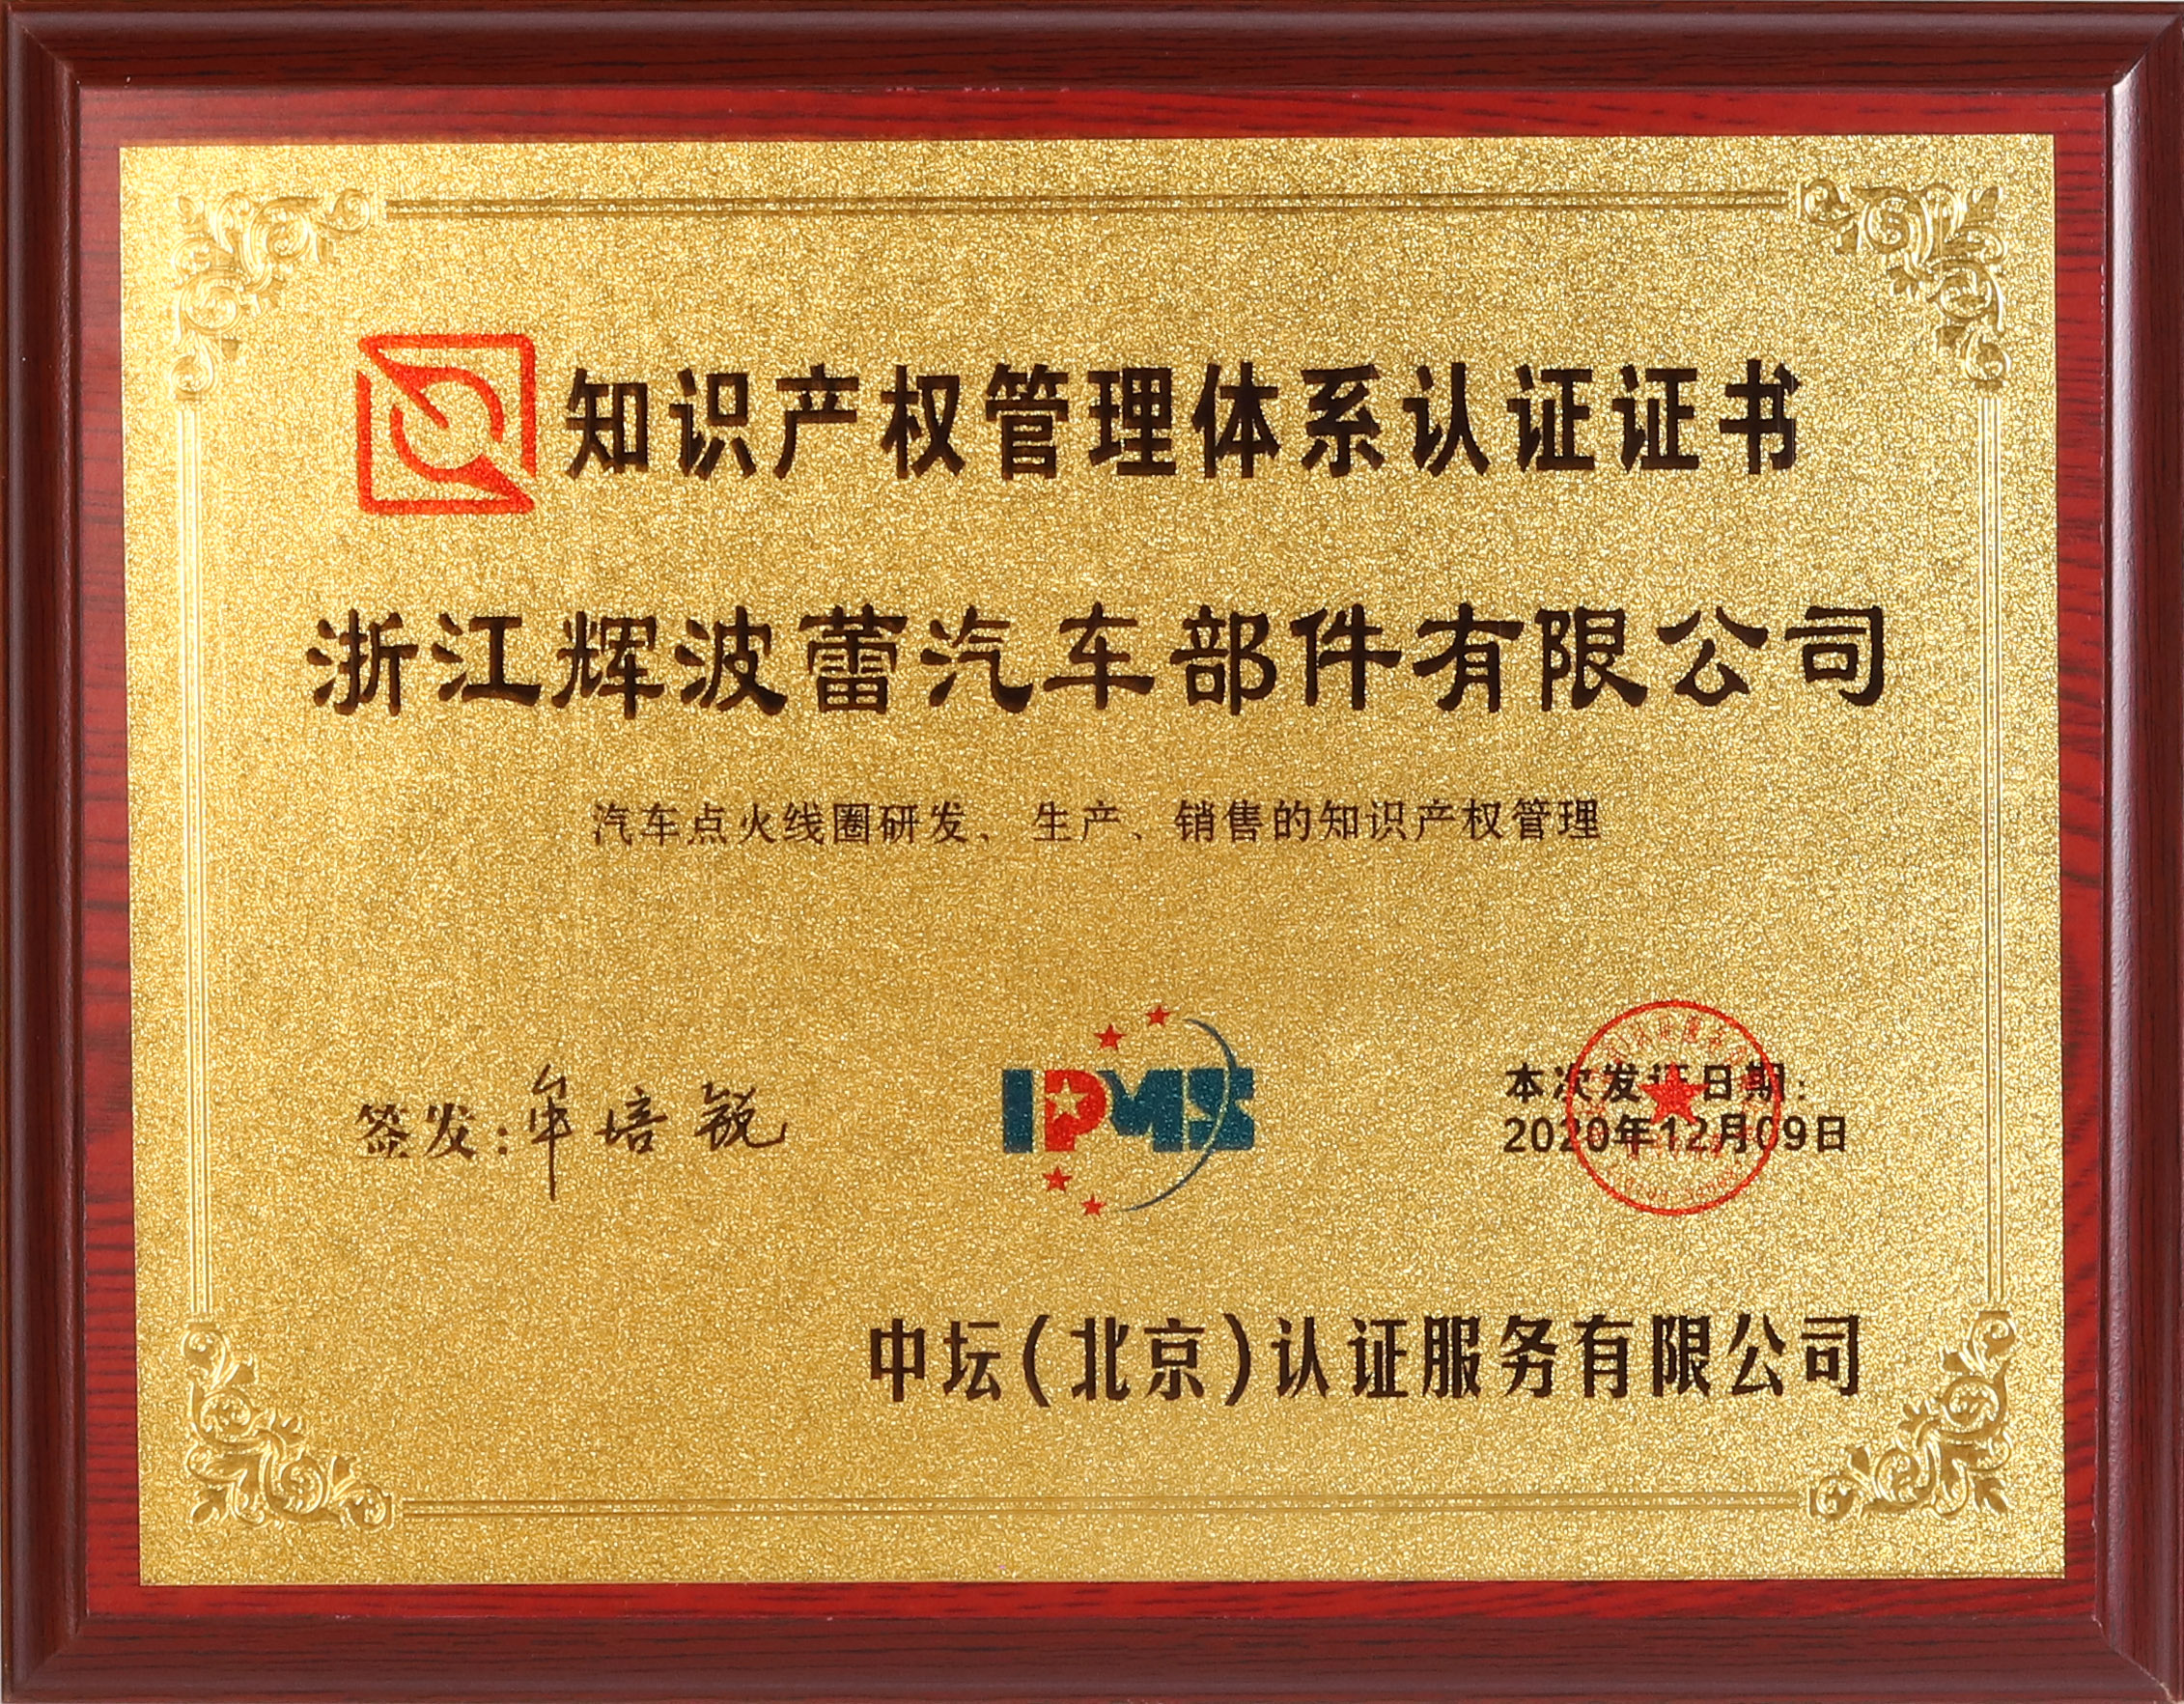 知识产权管理体系认证证书
浙江辉波蕾汽车部件有限公司
汽车点火线圈研发、生产、销售的知识产权管理
签发:牟培锐
IPMS
本次发证日期:
2020年12月09日
中坛(北京)认证服务有限公司